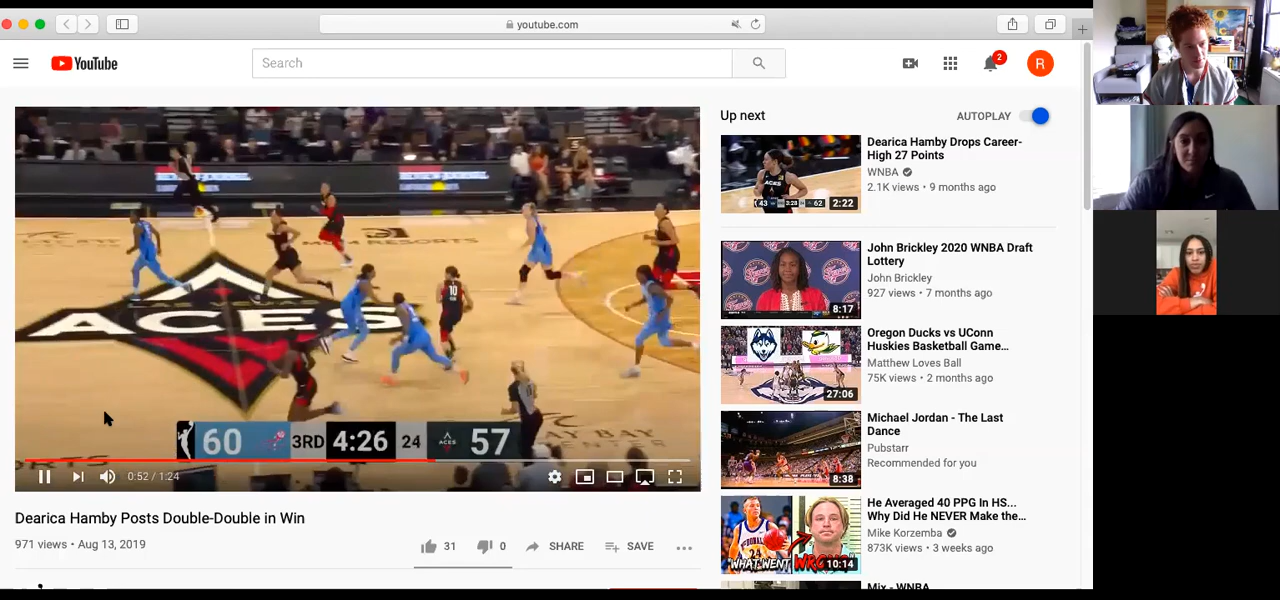 youtube.com
YouTube
Search
2
R
ACES
10
60 3RD 4:26 24 ACES 57
0:52 / 1:24
Dearica Hamby Posts Double-Double in Win
971 views • Aug 13, 2019
31 0 SHARE SAVE
Up next
AUTOPLAY
ACES
43 3:28 62
2:22
Dearica Hamby Drops Career-
High 27 Points
WNBA
2.1K views • 9 months ago
8:17
John Brickley 2020 WNBA Draft
Lottery
John Brickley
927 views • 7 months ago
27:06
Oregon Ducks vs UConn
Huskies Basketball Game...
Matthew Loves Ball
75K views • 2 months ago
8:38
Michael Jordan - The Last
Dance
Pubstarr
Recommended for you
"WHAT WENT WRONG
10:14
He Averaged 40 PPG In HS...
Why Did He NEVER Make the...
Mike Korzemba
873K views • 3 weeks ago
Mix - WNBA